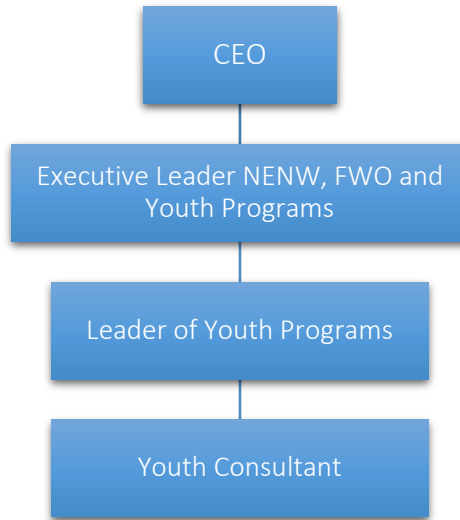 CEO
Executive Leader NENW, FWO and
Youth Programs
Leader of Youth Programs
Youth Consultant